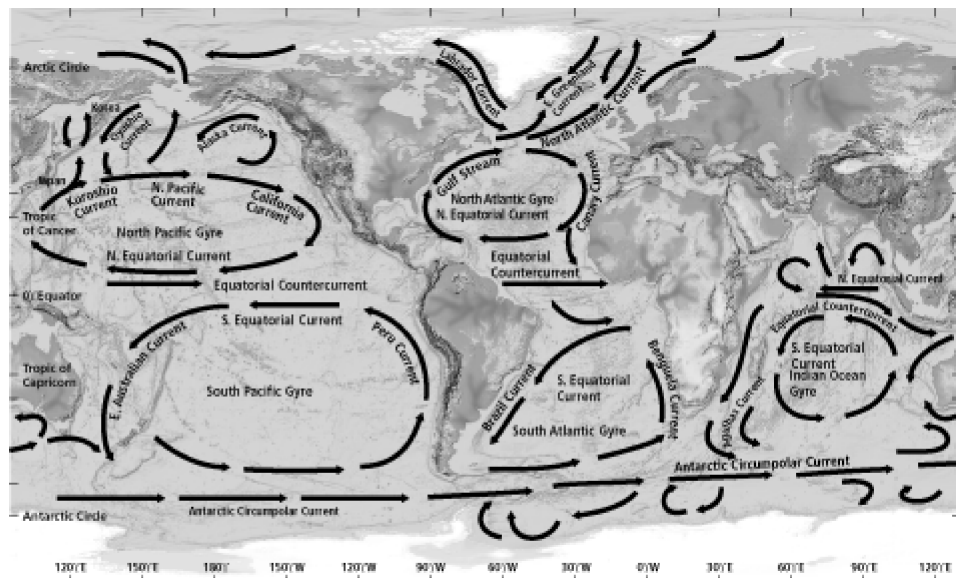 Arctic Circle
Labrador
Current
E. Greenland
Current
North Atlantic Current
Korea
Oyashio
Current
Alaska Current
Japan
Kuroshio
Current
N. Pacific
Current
California
Current
Gulf Stream
Canary Current
North Atlantic Gyre
N. Equatorial Current
Tropic
of Cancer
North Pacific Gyre
N. Equatorial Current
Equatorial
Countercurrent
Equatorial Countercurrent
N. Equatorial Current
Equator
S. Equatorial Current
Equatorial Countercurrent
E. Australian Current
Peru Current
Tropic of
Capricorn
South Pacific Gyre
Brazil Current
S. Equatorial
Current
Benguela Current
S. Equatorial
Current
Indian Ocean
Gyre
Agulhas Current
South Atlantic Gyre
Antarctic Circumpolar Current
Antarctic Circle
Antarctic Circumpolar Current
120°E 150°E 180° 150°W 120°W 90°W 60°W 30°W 0°W 30°E 60°E 90°E 120°E